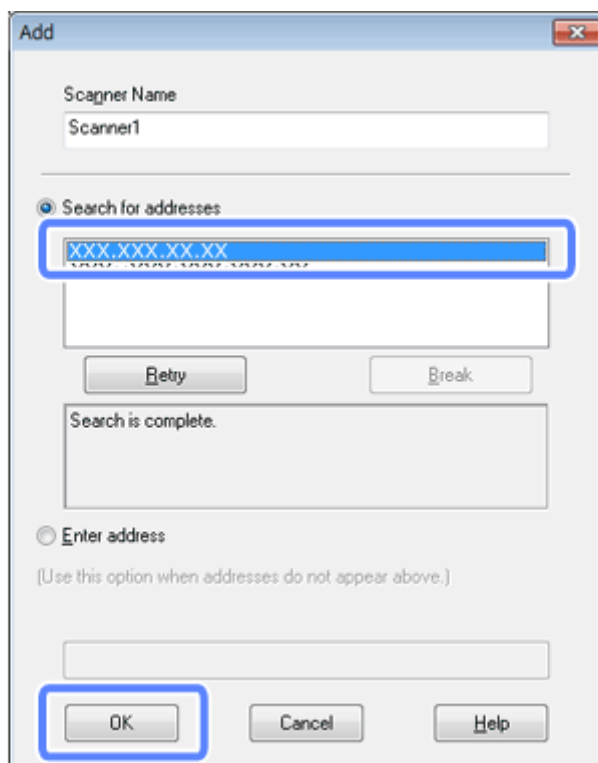 Add
Scanner Name
Scanner1
Search for addresses
XXX.XXX.XX.XX
Retry Break
Search is complete.
Enter address
(Use this option when addresses do not appear above.)
OK Cancel Help